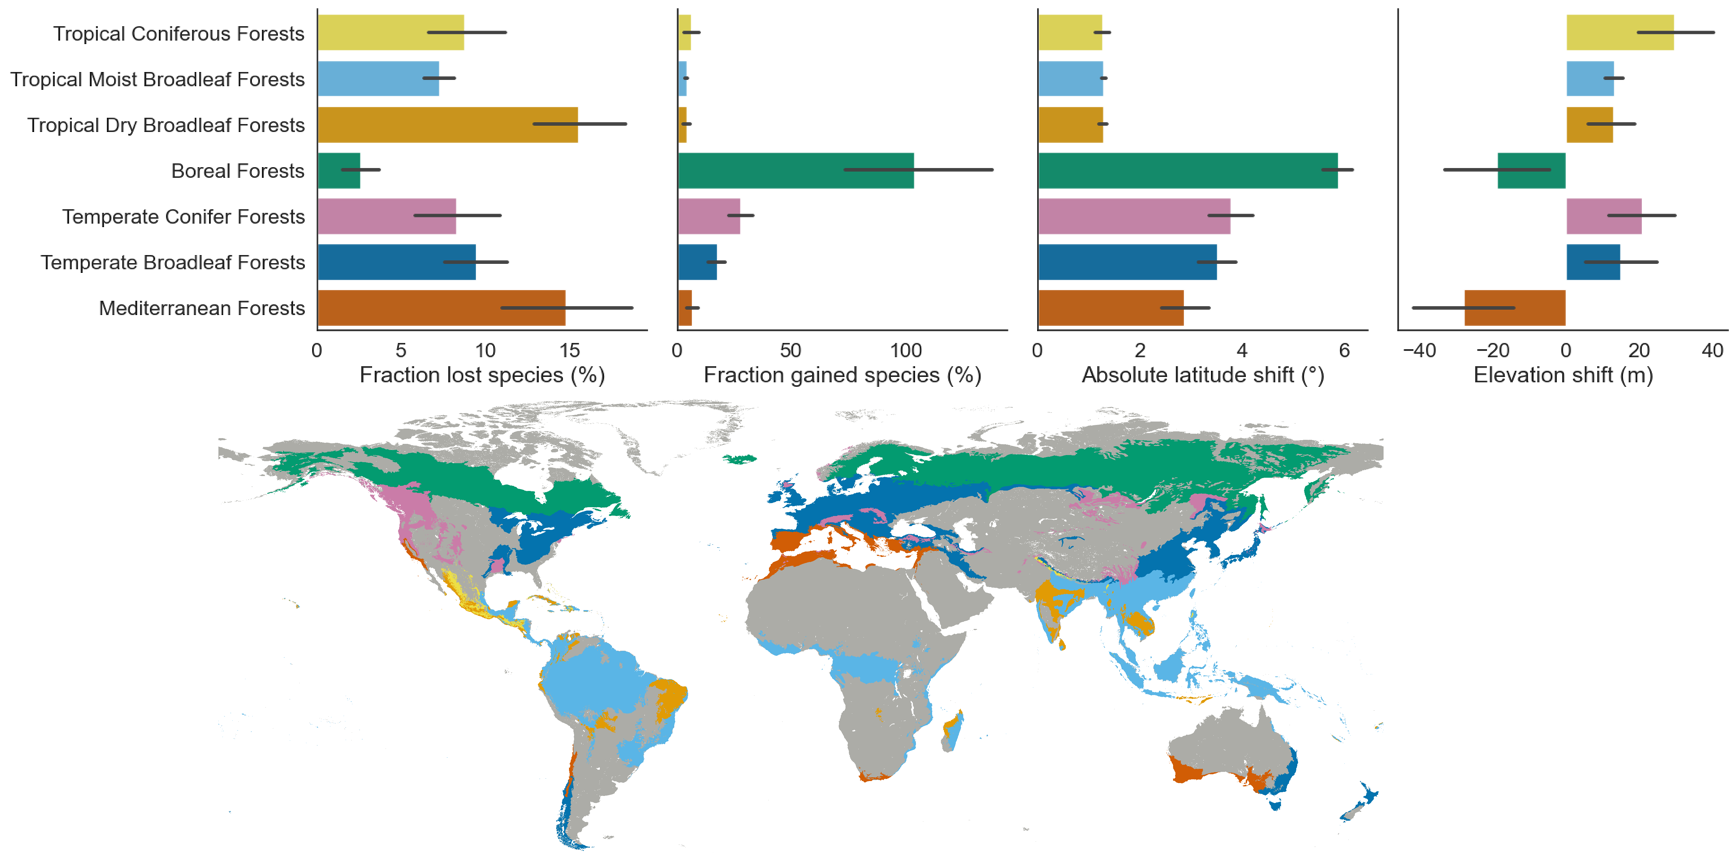 Tropical Coniferous Forests
Tropical Moist Broadleaf Forests
Tropical Dry Broadleaf Forests
Boreal Forests
Temperate Conifer Forests
Temperate Broadleaf Forests
Mediterranean Forests
0 5 10 15
Fraction lost species (%)
0 50 100
Fraction gained species (%)
0 2 4 6
Absolute latitude shift (°)
−40 −20 0 20 40
Elevation shift (m)